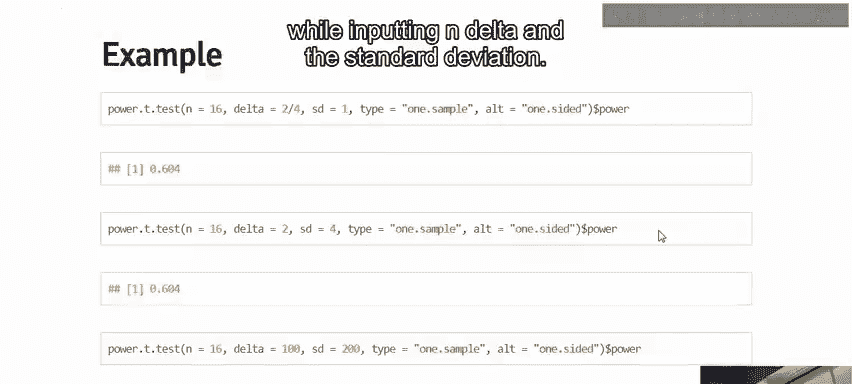 while inputting n delta and
the standard deviation.
Example
power.t.test(n = 16, delta = 2/4, sd = 1, type = "one.sample", alt = "one.sided")$power
## [1] 0.604
power.t.test(n = 16, delta = 2, sd = 4, type = "one.sample", alt = "one.sided")$power
## [1] 0.604
power.t.test(n = 16, delta = 100, sd = 200, type = "one.sample", alt = "one.sided")$power